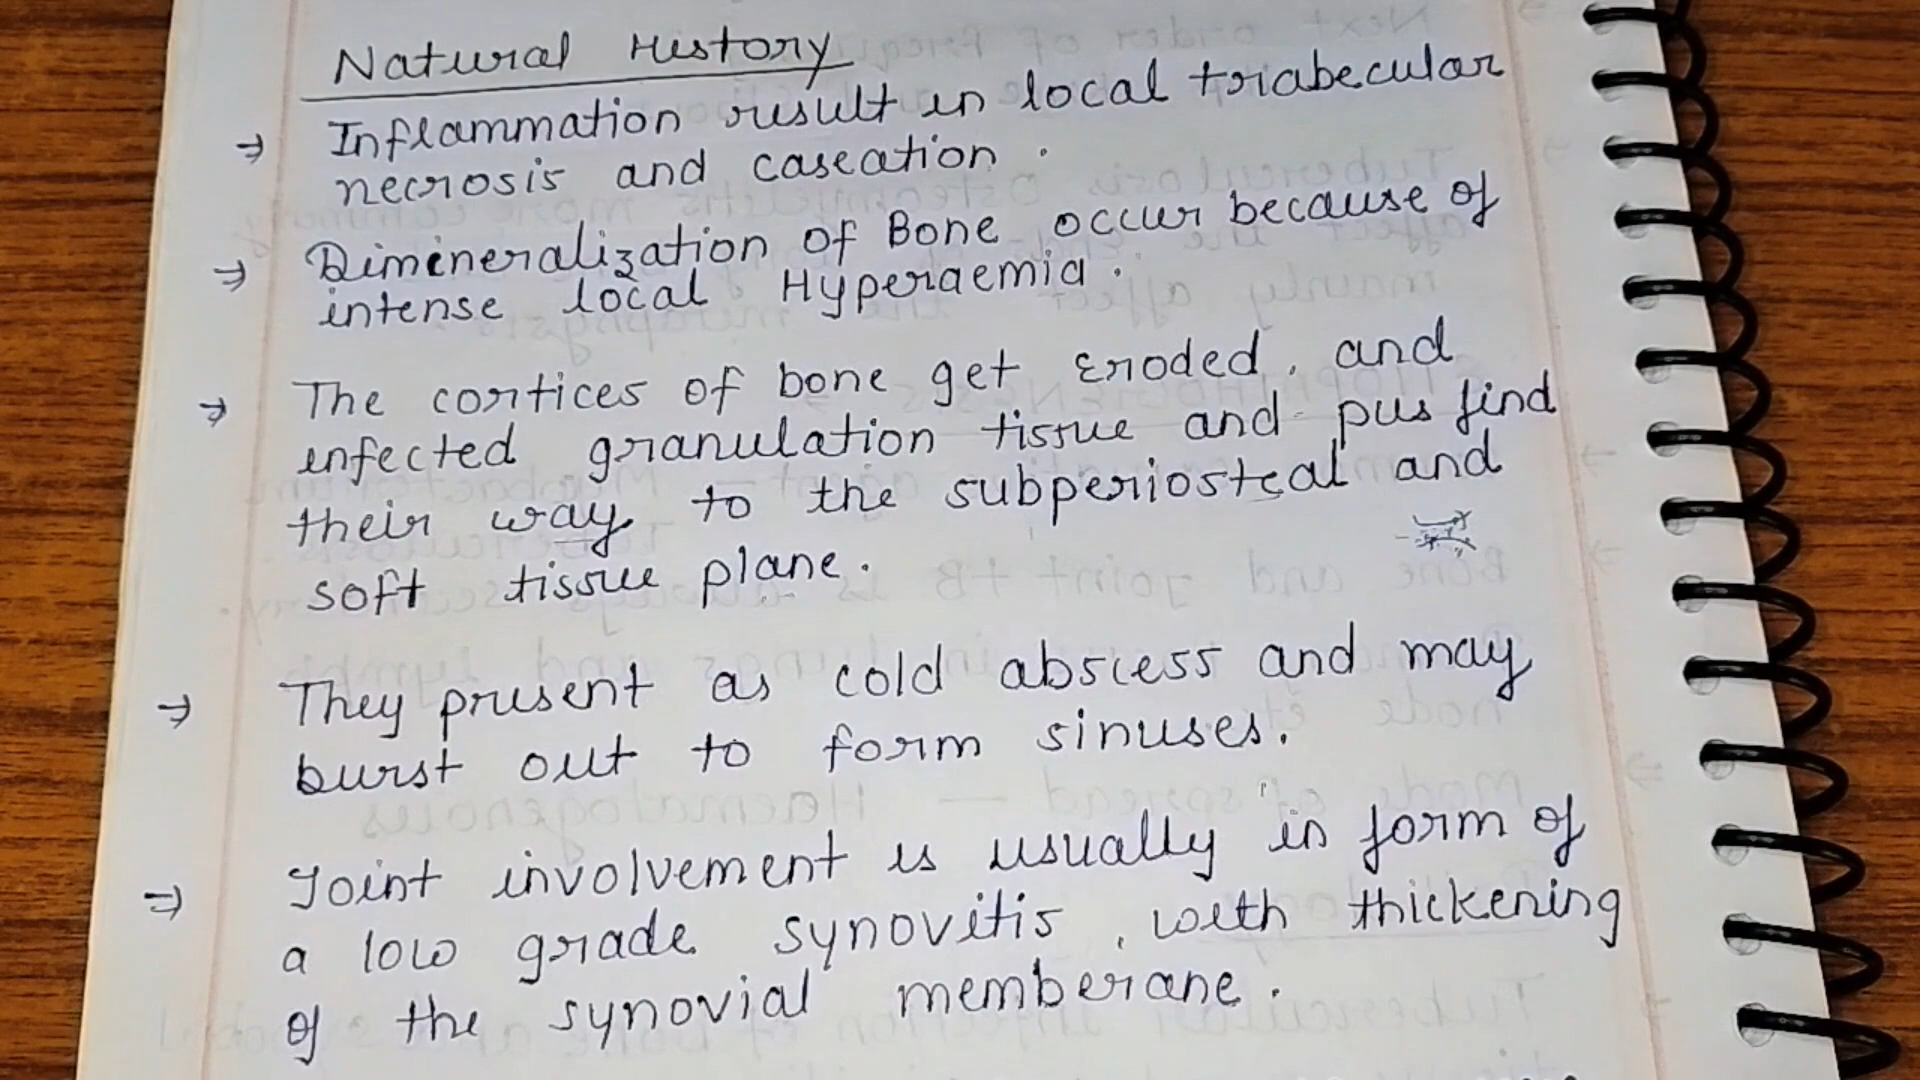 Natural History
⇒ Inflammation result in local trabecular
necrosis and caseation.
⇒ Dimineralization of Bone occur because of
intense local Hyperaemia.
⇒ The cortices of bone get Eroded, and
infected granulation tissue and pus find
their way to the subperiosteal and
soft tissue plane.
⇒ They present as cold abscess and may
burst out to form sinuses.
⇒ Joint involvement is usually in form of
a low grade synovitis, with thickening
of the synovial memberane.